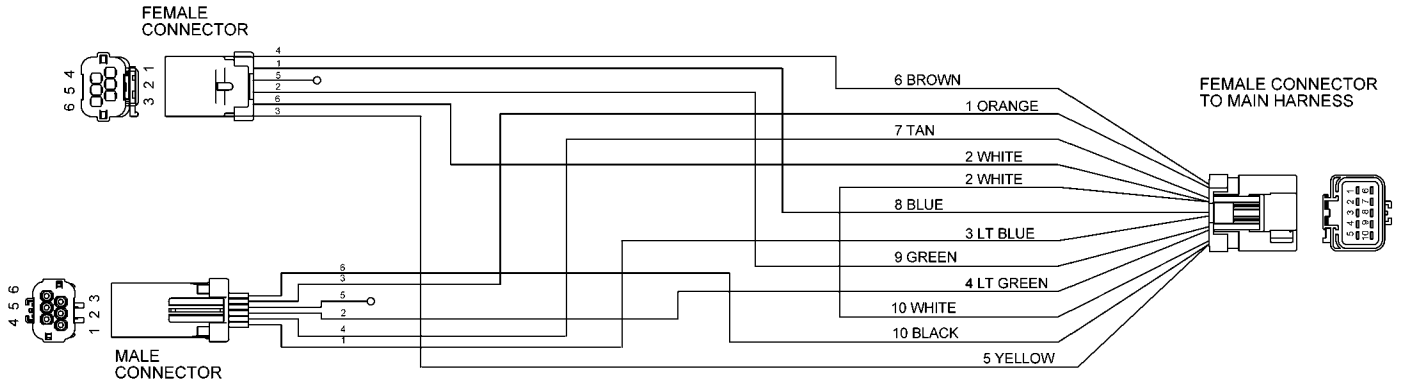 FEMALE
CONNECTOR
4
1
5
2
6
3
6 5 4
3 2 1
6 BROWN
1 ORANGE
7 TAN
2 WHITE
2 WHITE
8 BLUE
3 LT BLUE
9 GREEN
4 LT GREEN
10 WHITE
10 BLACK
5 YELLOW
FEMALE CONNECTOR
TO MAIN HARNESS
1 6
2 7
3 8
4 9
5 10
4 5 6
1 2 3
6
3
5
2
4
1
MALE
CONNECTOR